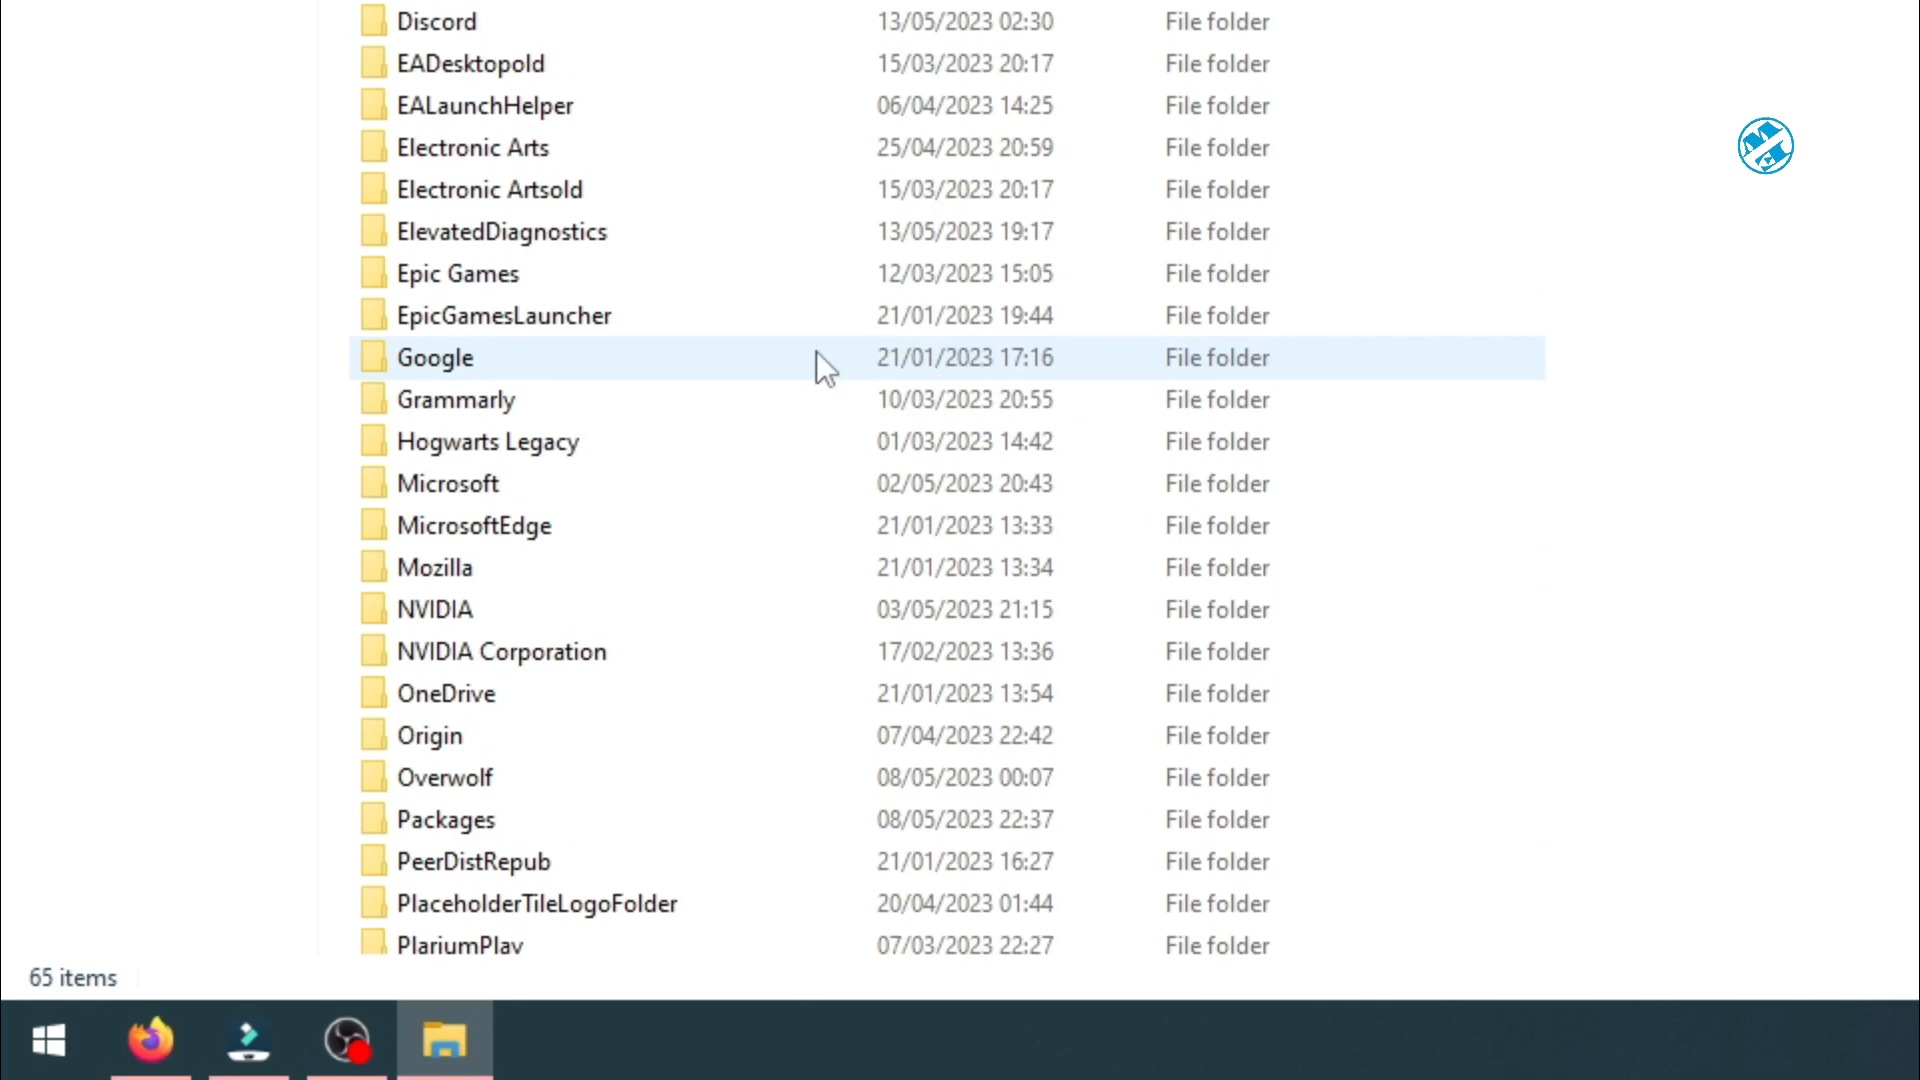 Discord 13/05/2023 02:30 File folder
EADesktopold 15/03/2023 20:17 File folder
EALaunchHelper 06/04/2023 14:25 File folder
Electronic Arts 25/04/2023 20:59 File folder
Electronic Artsold 15/03/2023 20:17 File folder
ElevatedDiagnostics 13/05/2023 19:17 File folder
Epic Games 12/03/2023 15:05 File folder
EpicGamesLauncher 21/01/2023 19:44 File folder
Google 21/01/2023 17:16 File folder
Grammarly 10/03/2023 20:55 File folder
Hogwarts Legacy 01/03/2023 14:42 File folder
Microsoft 02/05/2023 20:43 File folder
MicrosoftEdge 21/01/2023 13:33 File folder
Mozilla 21/01/2023 13:34 File folder
NVIDIA 03/05/2023 21:15 File folder
NVIDIA Corporation 17/02/2023 13:36 File folder
OneDrive 21/01/2023 13:54 File folder
Origin 07/04/2023 22:42 File folder
Overwolf 08/05/2023 00:07 File folder
Packages 08/05/2023 22:37 File folder
PeerDistRepub 21/01/2023 16:27 File folder
PlaceholderTileLogoFolder 20/04/2023 01:44 File folder
PlariumPlay 07/03/2023 22:27 File folder
65 items